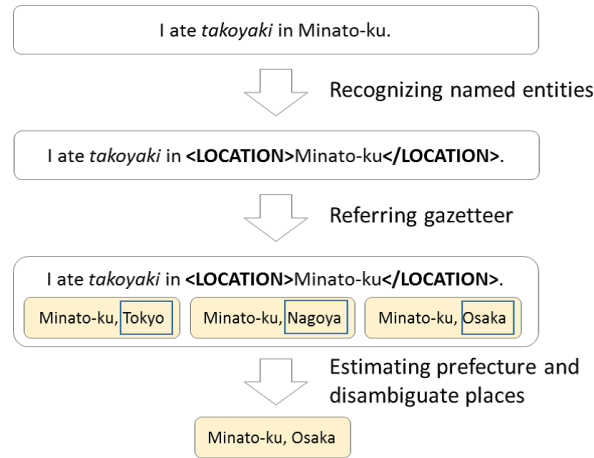 I ate takoyaki in Minato-ku.
Recognizing named entities
I ate takoyaki in <LOCATION>Minato-ku</LOCATION>.
Referring gazetteer
I ate takoyaki in <LOCATION>Minato-ku</LOCATION>.
Minato-ku, Tokyo
Minato-ku, Nagoya
Minato-ku, Osaka
Estimating prefecture and
disambiguate places
Minato-ku, Osaka